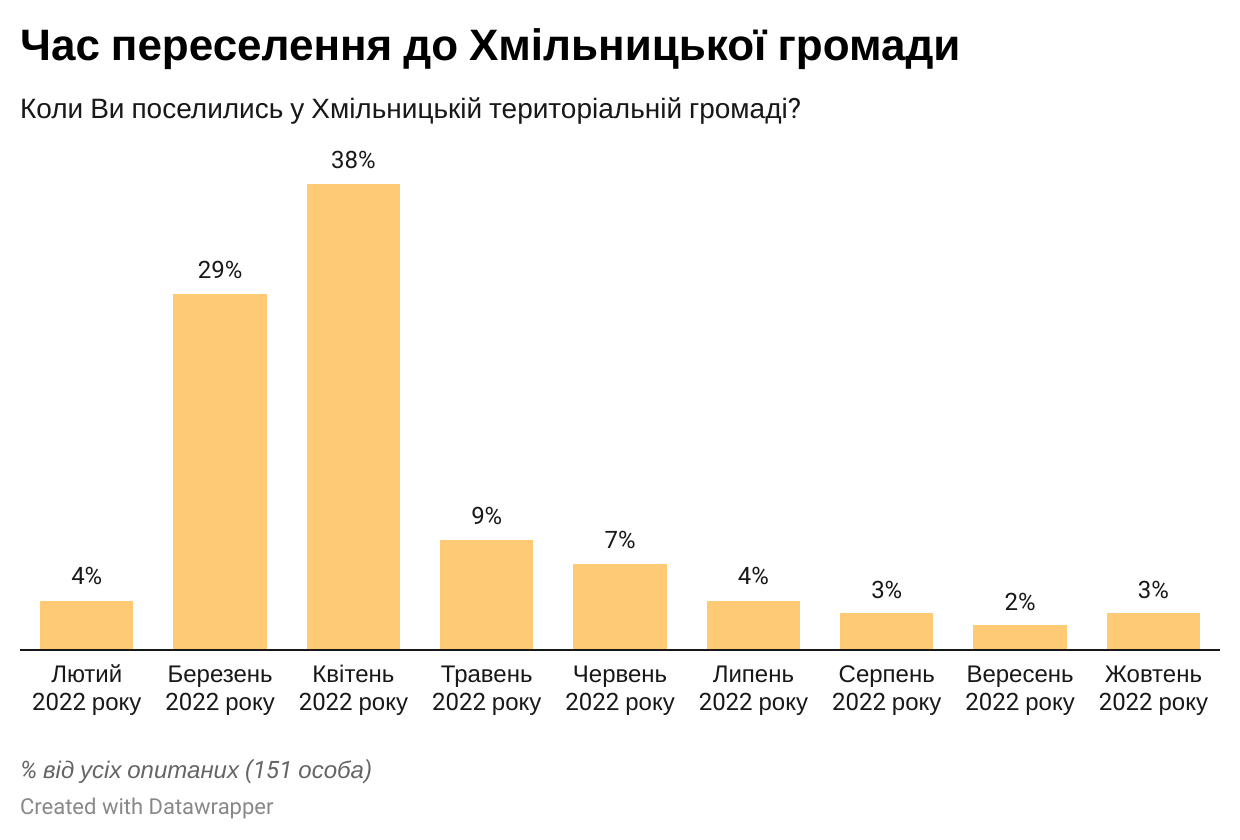 Час переселення до Хмільницької громади
Коли Ви поселились у Хмільницькій територіальній громаді?
38%
29%
9%
7%
4%
4%
3%
2%
3%
Лютий 2022 року
Березень 2022 року
Квітень 2022 року
Травень 2022 року
Червень 2022 року
Липень 2022 року
Серпень 2022 року
Вересень 2022 року
Жовтень 2022 року
% від усіх опитаних (151 особа)
Created with Datawrapper